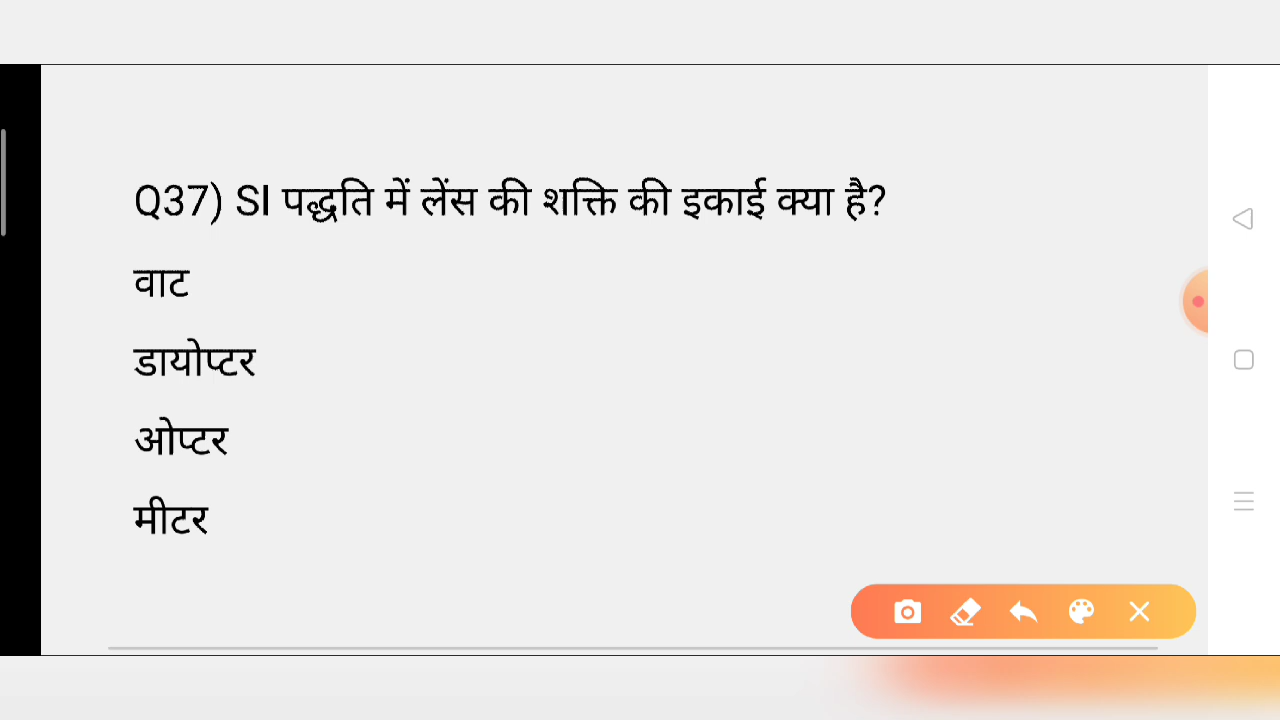 Q37) SI पद्धति में लेंस की शक्ति की इकाई क्या है?
वाट
डायोप्टर
ओप्टर
मीटर